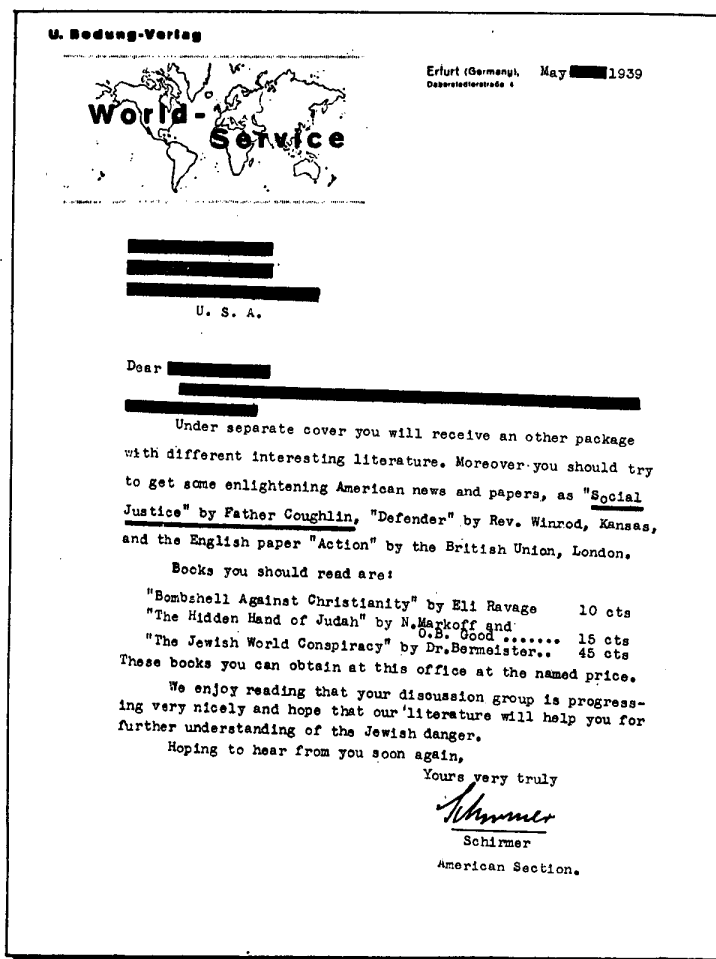 U. Bodung-Verlag
World-
Service
Erfurt (Germany), May 1939
Daberstedterstraße 4
U. S. A.
Dear
Under separate cover you will receive an other package
with different interesting literature. Moreover you should try
to get some enlightening American news and papers, as "Social
Justice" by Father Coughlin, "Defender" by Rev. Winrod, Kansas,
and the English paper "Action" by the British Union, London.
Books you should read are:
"Bombshell Against Christianity" by Eli Ravage 10 cts
"The Hidden Hand of Judah" by N.Markoff and
O.B. Good ....... 15 cts
"The Jewish World Conspiracy" by Dr.Bermeister.. 45 cts
These books you can obtain at this office at the named price.
We enjoy reading that your disoussion group is progress-
ing very nicely and hope that our 'literature will help you for
further understanding of the Jewish danger.
Hoping to hear from you soon again,
Yours very truly
Schirmer
Schirmer
American Section.